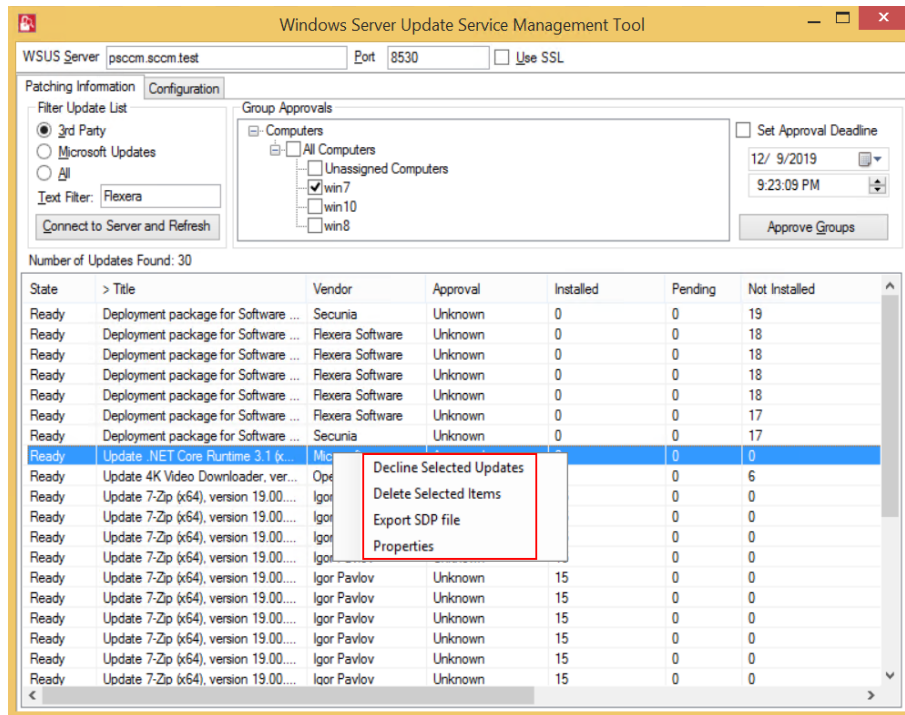 Windows Server Update Service Management Tool
WSUS Server psccm.sccm.test Port 8530 Use SSL
Patching Information Configuration
Filter Update List
3rd Party
Microsoft Updates
All
Text Filter: Flexera
Connect to Server and Refresh
Group Approvals
Computers
All Computers
Unassigned Computers
win7
win10
win8
Set Approval Deadline
12/ 9/2019
9:23:09 PM
Approve Groups
Number of Updates Found: 30
State > Title Vendor Approval Installed Pending Not Installed
Ready Deployment package for Software ... Secunia Unknown 0 0 19
Ready Deployment package for Software ... Flexera Software Unknown 0 0 18
Ready Deployment package for Software ... Flexera Software Unknown 0 0 18
Ready Deployment package for Software ... Flexera Software Unknown 0 0 18
Ready Deployment package for Software ... Flexera Software Unknown 0 0 18
Ready Deployment package for Software ... Flexera Software Unknown 0 0 17
Ready Deployment package for Software ... Secunia Unknown 0 0 17
Ready Update .NET Core Runtime 3.1 (x... 0 0
Ready Update 4K Video Downloader, ver... Ope 0 6
Ready Update 7-Zip (x64), version 19.00.... Igor 0 0
Ready Update 7-Zip (x64), version 19.00.... Igor 0 0
Ready Update 7-Zip (x64), version 19.00.... Igor 0 0
Ready Update 7-Zip (x64), version 19.00.... Igor 0 0
Decline Selected Updates
Delete Selected Items
Export SDP file
Properties
Ready Update 7-Zip (x64), version 19.00.... Igor Pavlov Unknown 15 0 0
Ready Update 7-Zip (x64), version 19.00.... Igor Pavlov Unknown 15 0 0
Ready Update 7-Zip (x64), version 19.00.... Igor Pavlov Unknown 15 0 0
Ready Update 7-Zip (x64), version 19.00.... Igor Pavlov Unknown 15 0 0
Ready Update 7-Zip (x64), version 19.00.... Igor Pavlov Unknown 15 0 0
Ready Update 7-Zip (x64), version 19.00.... Igor Pavlov Unknown 15 0 0